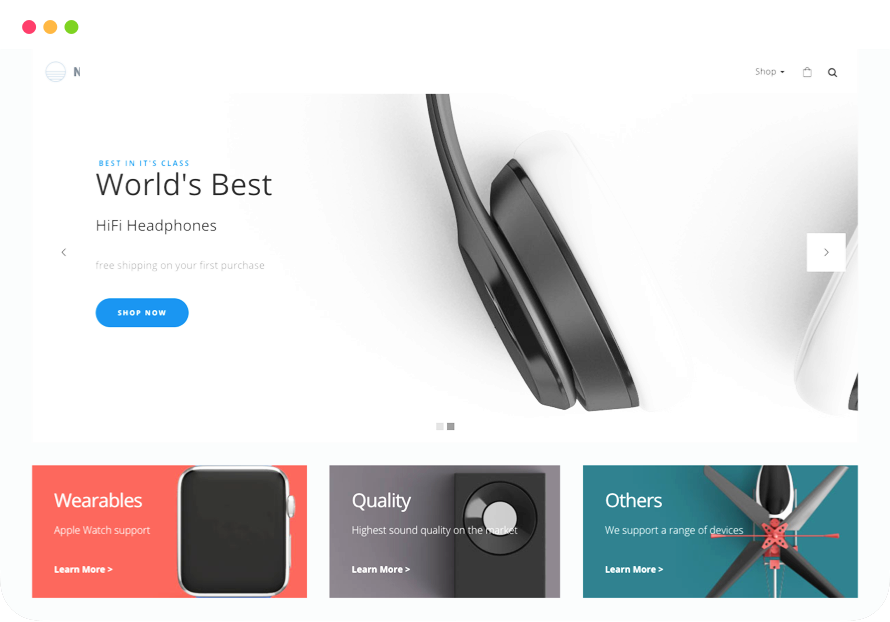 N
Shop
BEST IN IT'S CLASS
World's Best
HiFi Headphones
free shipping on your first purchase
SHOP NOW
Wearables
Apple Watch support
Learn More >
Quality
Highest sound quality on the market
Learn More >
Others
We support a range of devices
Learn More >